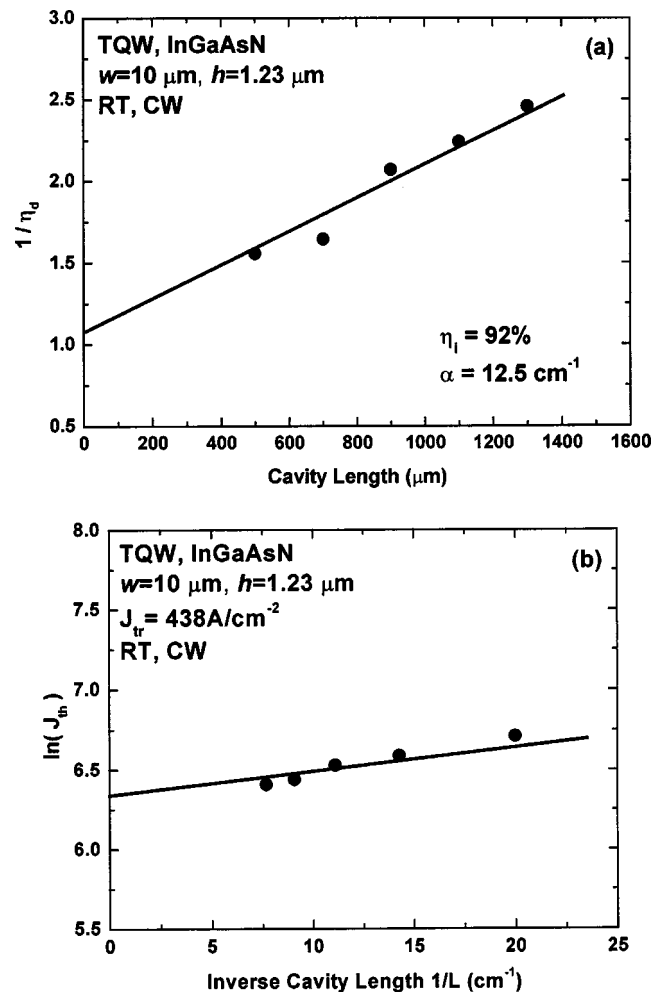 TQW, InGaAsN
(a)
w=10 μm, h=1.23 μm
RT, CW
3.0
2.5
2.0
1.5
1.0
0.5
1 / ηd
ηi = 92%
α = 12.5 cm-1
0 200 400 600 800 1000 1200 1400 1600
Cavity Length (μm)
TQW, InGaAsN
(b)
w=10 μm, h=1.23 μm
Jtr= 438A/cm-2
RT, CW
8.0
7.5
7.0
6.5
6.0
5.5
ln( Jth )
0 5 10 15 20 25
Inverse Cavity Length 1/L (cm-1)